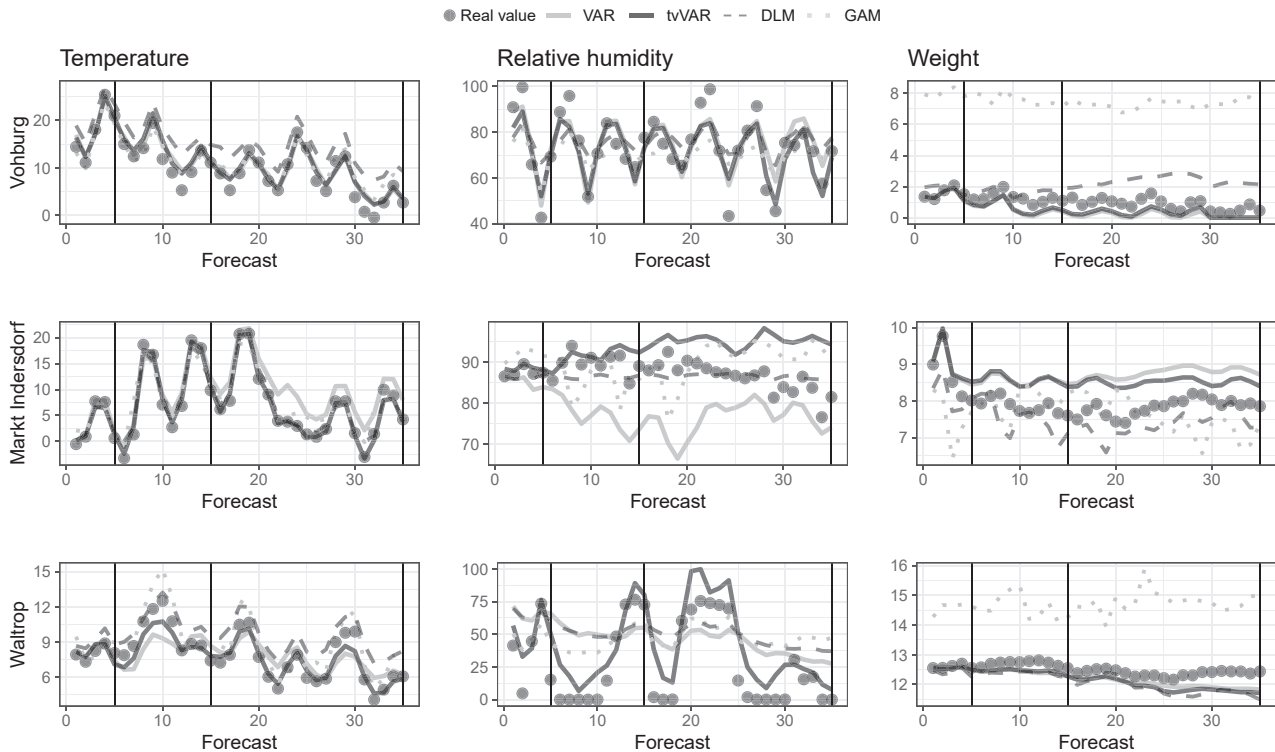 Real value VAR tvVAR DLM GAM
Temperature Relative humidity Weight
Vohburg
20
10
0
0 10 20 30
Forecast
100
80
60
40
0 10 20 30
Forecast
8
6
4
2
0
0 10 20 30
Forecast
Markt Indersdorf
20
15
10
5
0
0 10 20 30
Forecast
90
80
70
0 10 20 30
Forecast
10
9
8
7
0 10 20 30
Forecast
Waltrop
15
12
9
6
0 10 20 30
Forecast
100
75
50
25
0
0 10 20 30
Forecast
16
15
14
13
12
0 10 20 30
Forecast